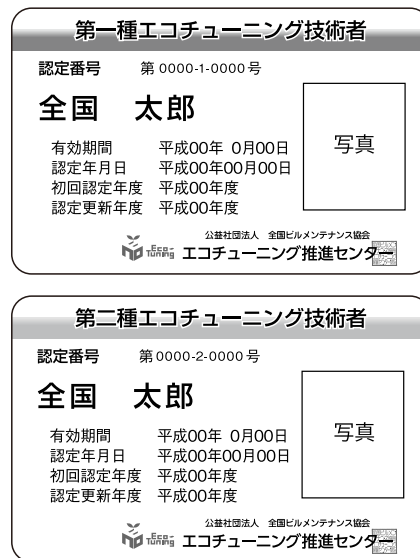 第一種エコチューニング技術者
認定番号 第 0000-1-0000 号
全国 太郎
写真
有効期間 平成00年 0月00日
認定年月日 平成00年00月00日
初回認定年度 平成00年度
認定更新年度 平成00年度
公益社団法人 全国ビルメンテナンス協会
Eco-Tuning エコチューニング推進センター
第二種エコチューニング技術者
認定番号 第 0000-2-0000 号
全国 太郎
写真
有効期間 平成00年 0月00日
認定年月日 平成00年00月00日
初回認定年度 平成00年度
認定更新年度 平成00年度
公益社団法人 全国ビルメンテナンス協会
Eco-Tuning エコチューニング推進センター